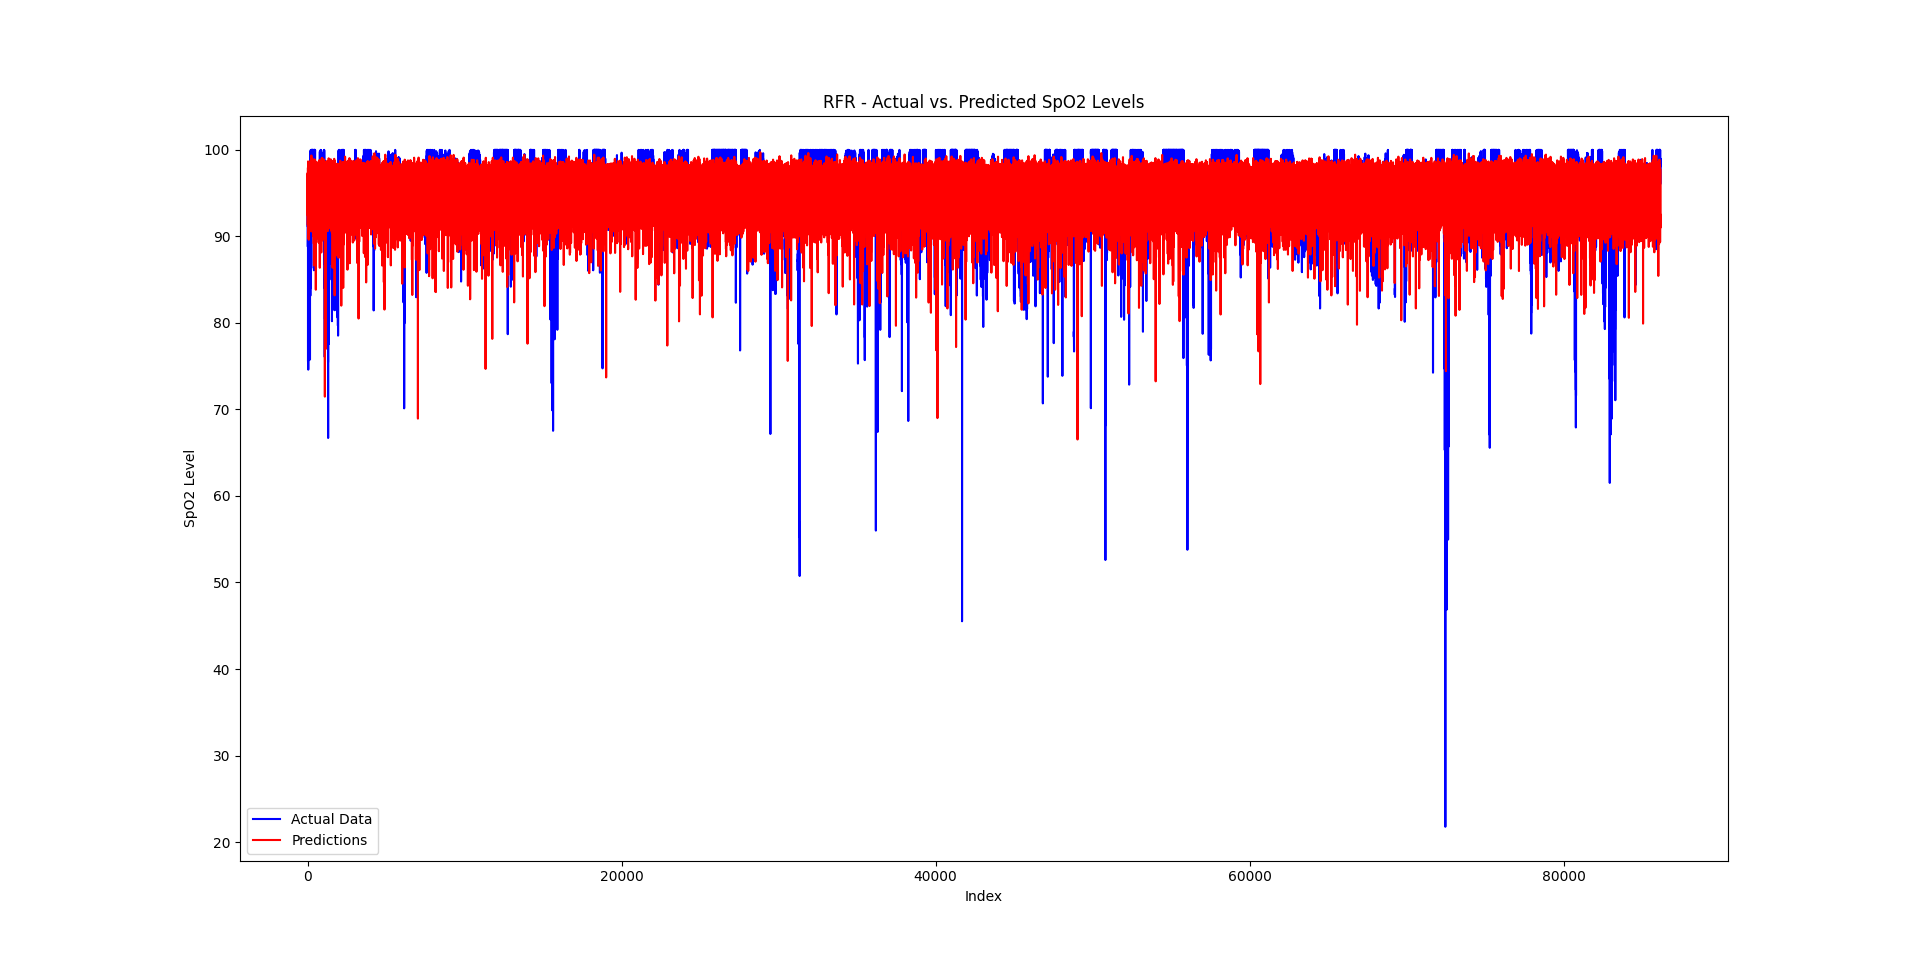 RFR - Actual vs. Predicted SpO2 Levels
100
90
80
70
60
50
40
30
20
SpO2 Level
Actual Data
Predictions
0
20000
40000
60000
80000
Index